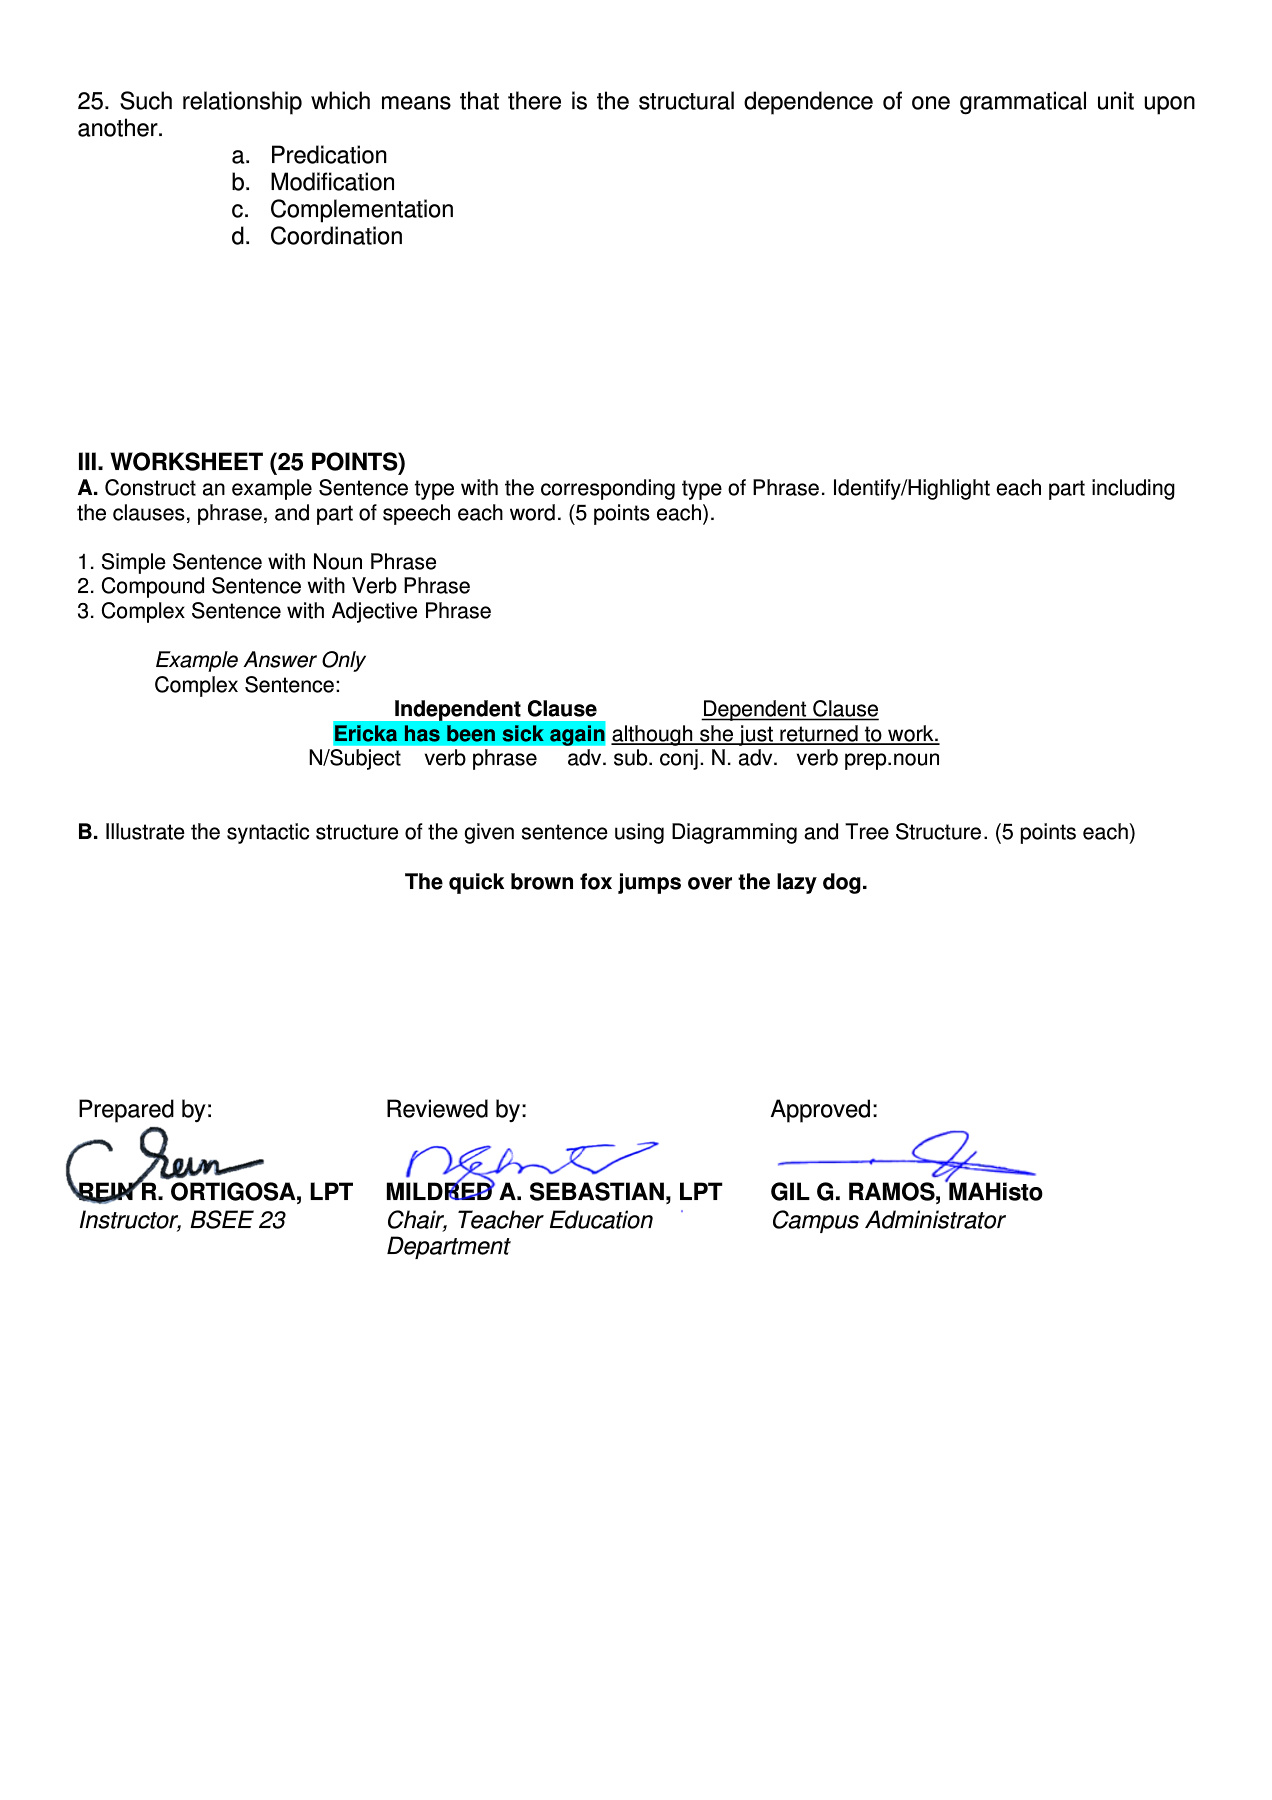 25. Such relationship which means that there is the structural dependence of one grammatical unit upon
another.
a. Predication
b. Modification
c. Complementation
d. Coordination
III. WORKSHEET (25 POINTS)
A. Construct an example Sentence type with the corresponding type of Phrase. Identify/Highlight each part including
the clauses, phrase, and part of speech each word. (5 points each).
1. Simple Sentence with Noun Phrase
2. Compound Sentence with Verb Phrase
3. Complex Sentence with Adjective Phrase
Example Answer Only
Complex Sentence:
Independent Clause Dependent Clause
Ericka has been sick again although she just returned to work.
N/Subject verb phrase adv. sub. conj. N. adv. verb prep.noun
B. Illustrate the syntactic structure of the given sentence using Diagramming and Tree Structure. (5 points each)
The quick brown fox jumps over the lazy dog.
Prepared by: Reviewed by: Approved:
REIN R. ORTIGOSA, LPT MILDRED A. SEBASTIAN, LPT GIL G. RAMOS, MAHisto
Instructor, BSEE 23 Chair, Teacher Education Campus Administrator
Department